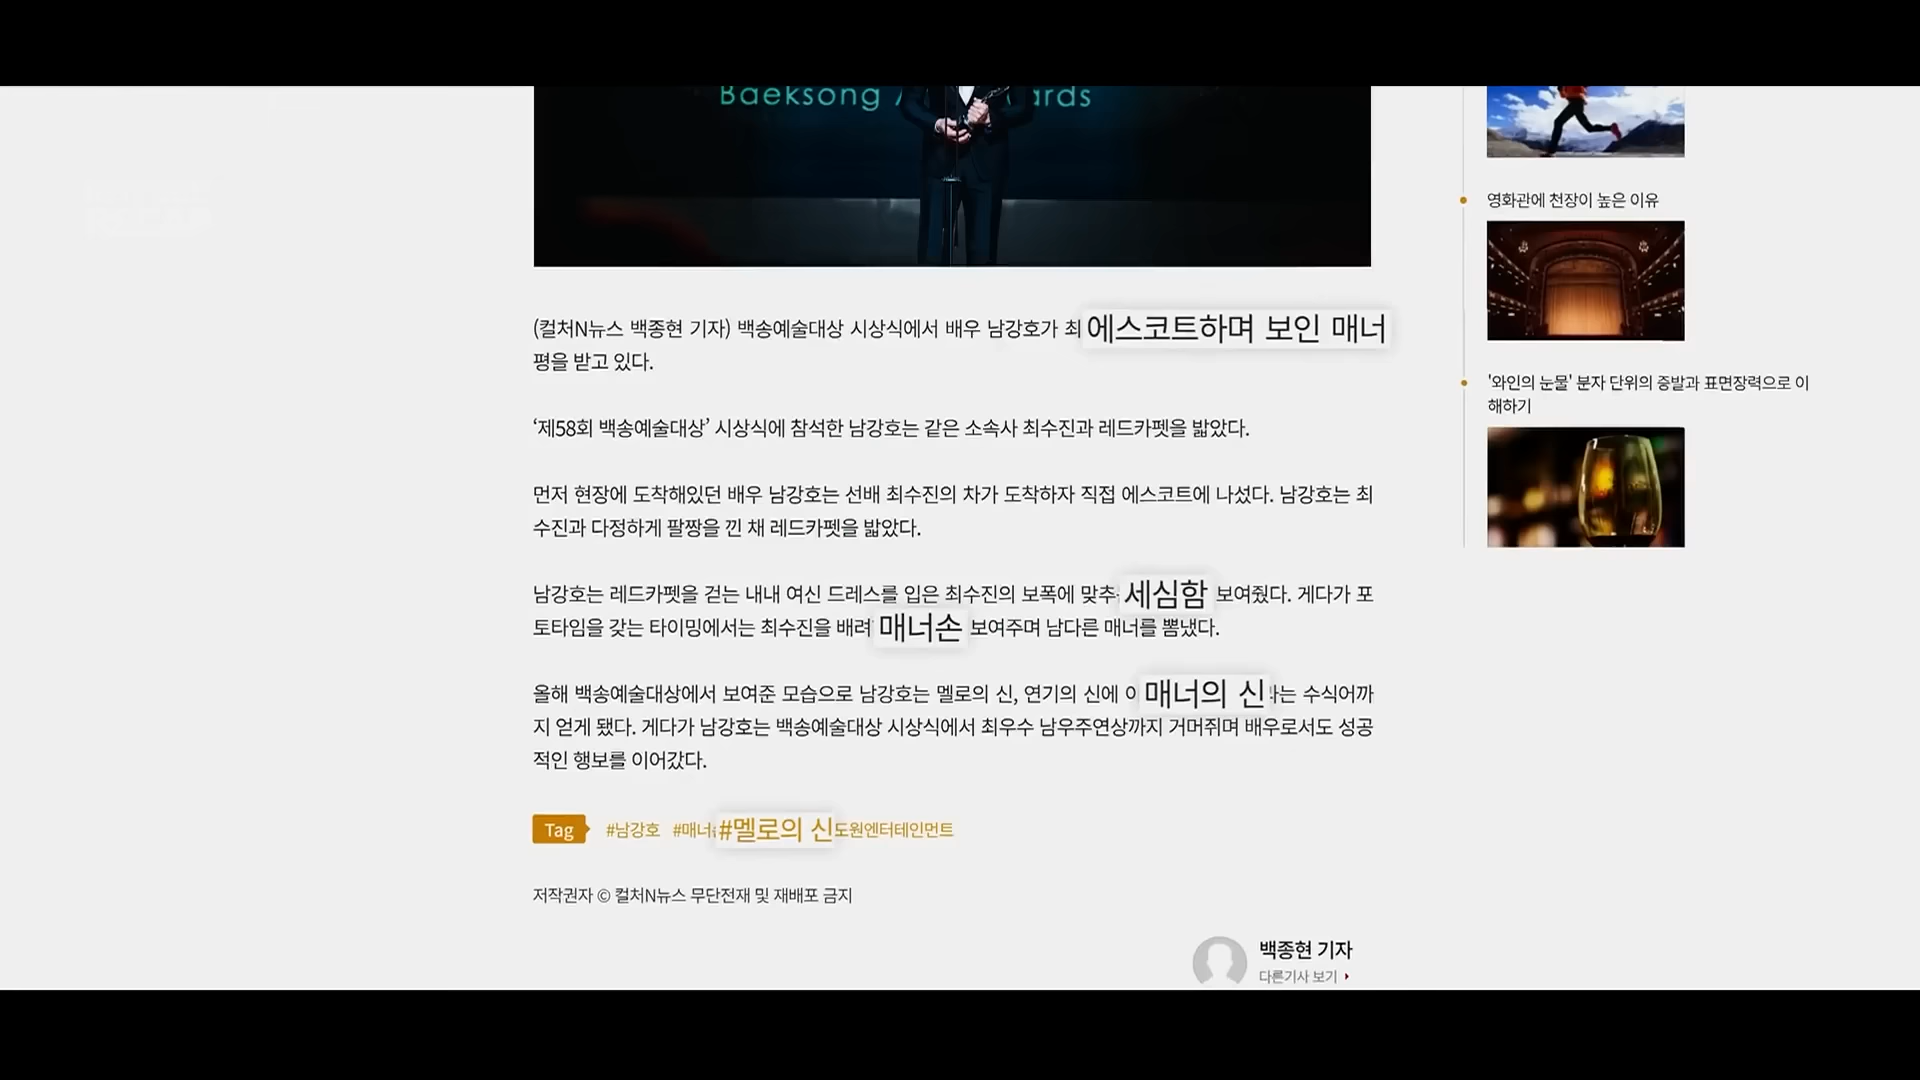 Baeksong A
ards
(컬처N뉴스 백종현 기자) 백송예술대상 시상식에서 배우 남강호가 최 에스코트하며 보인 매너
평을 받고 있다.
‘제58회 백송예술대상’ 시상식에 참석한 남강호는 같은 소속사 최수진과 레드카펫을 밟았다.
먼저 현장에 도착해있던 배우 남강호는 선배 최수진의 차가 도착하자 직접 에스코트에 나섰다. 남강호는 최
수진과 다정하게 팔짱을 낀 채 레드카펫을 밟았다.
남강호는 레드카펫을 걷는 내내 여신 드레스를 입은 최수진의 보폭에 맞추 세심함 보여줬다. 게다가 포
토타임을 갖는 타이밍에서는 최수진을 배려 매너손 보여주며 남다른 매너를 뽐냈다.
올해 백송예술대상에서 보여준 모습으로 남강호는 멜로의 신, 연기의 신에 이 매너의 신 라는 수식어까
지 얻게 됐다. 게다가 남강호는 백송예술대상 시상식에서 최우수 남우주연상까지 거머쥐며 배우로서도 성공
적인 행보를 이어갔다.
Tag #남강호 #매너 #멜로의 신 도원엔터테인먼트
저작권자 © 컬처N뉴스 무단전재 및 재배포 금지
백종현 기자
다른기사 보기
영화관에 천장이 높은 이유
'와인의 눈물' 분자 단위의 증발과 표면장력으로 이
해하기